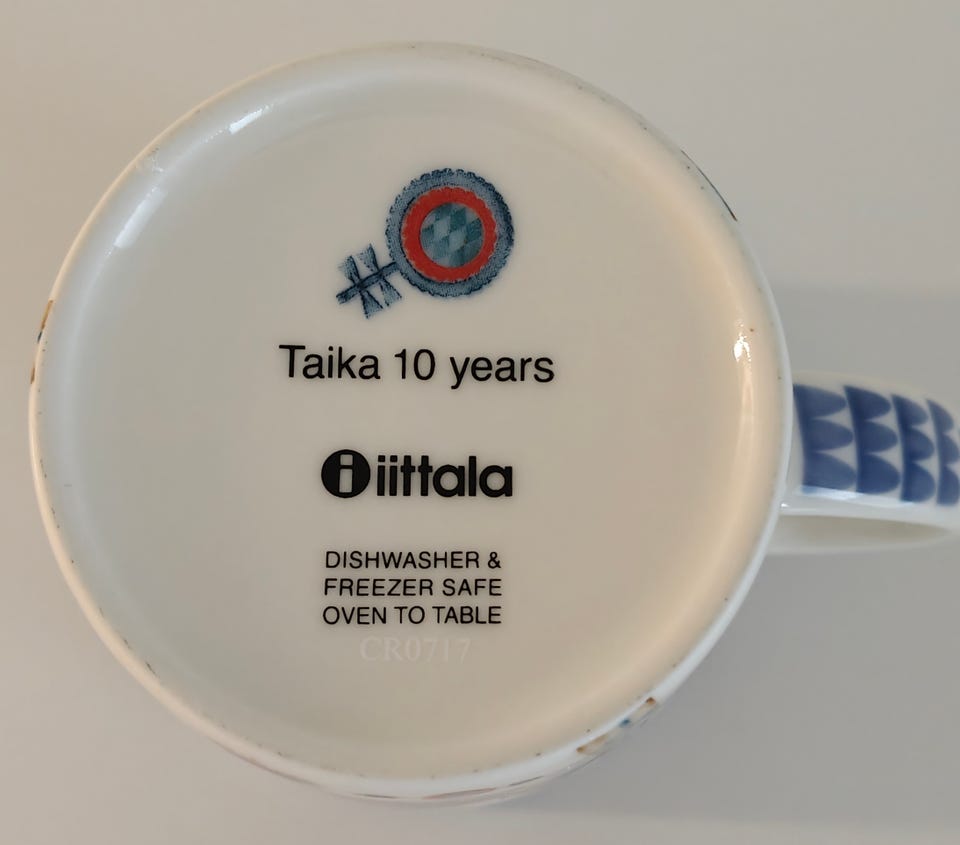 Taika 10 years
iittala
DISHWASHER &
FREEZER SAFE
OVEN TO TABLE
CR0717